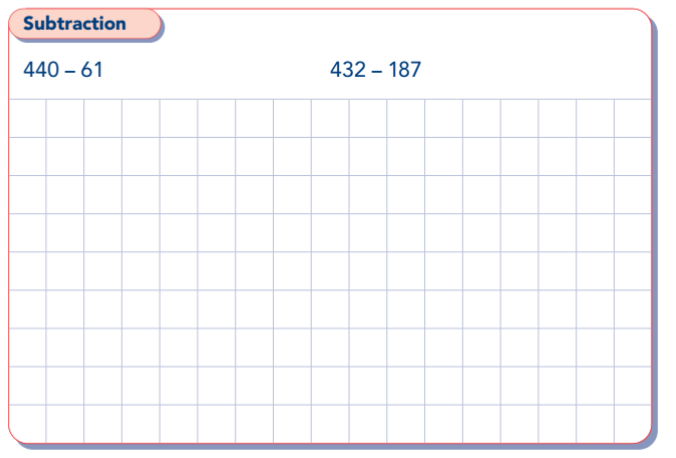 Subtraction
440 – 61 432 – 187